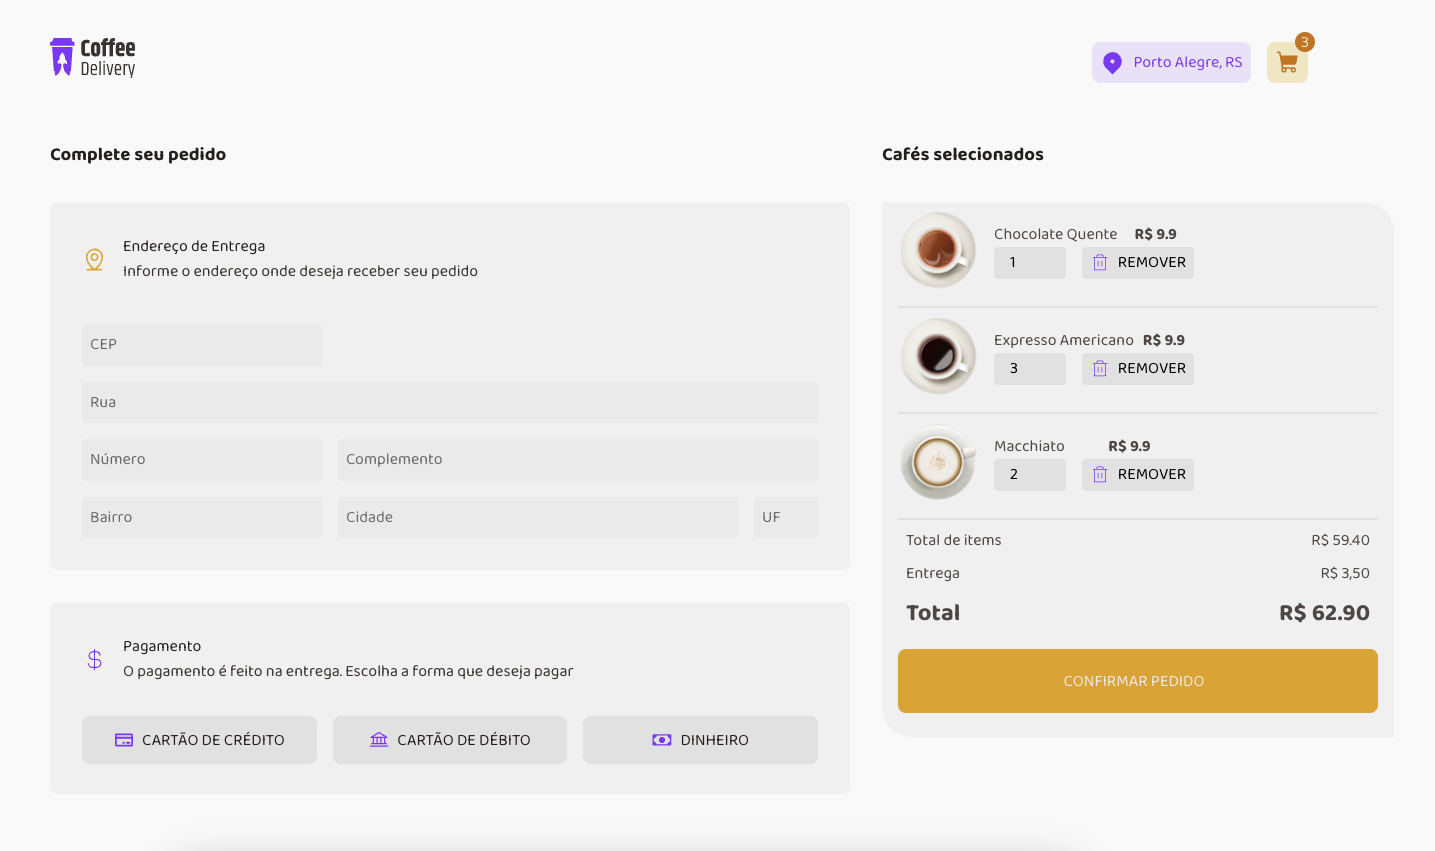 Coffee
Delivery
Porto Alegre, RS
3
Complete seu pedido
Endereço de Entrega
Informe o endereço onde deseja receber seu pedido
CEP
Rua
Número
Complemento
Bairro
Cidade
UF
Pagamento
O pagamento é feito na entrega. Escolha a forma que deseja pagar
CARTÃO DE CRÉDITO
CARTÃO DE DÉBITO
DINHEIRO
Cafés selecionados
Chocolate Quente R$ 9.9
1 REMOVER
Expresso Americano R$ 9.9
3 REMOVER
Macchiato R$ 9.9
2 REMOVER
Total de items R$ 59.40
Entrega R$ 3,50
Total R$ 62.90
CONFIRMAR PEDIDO